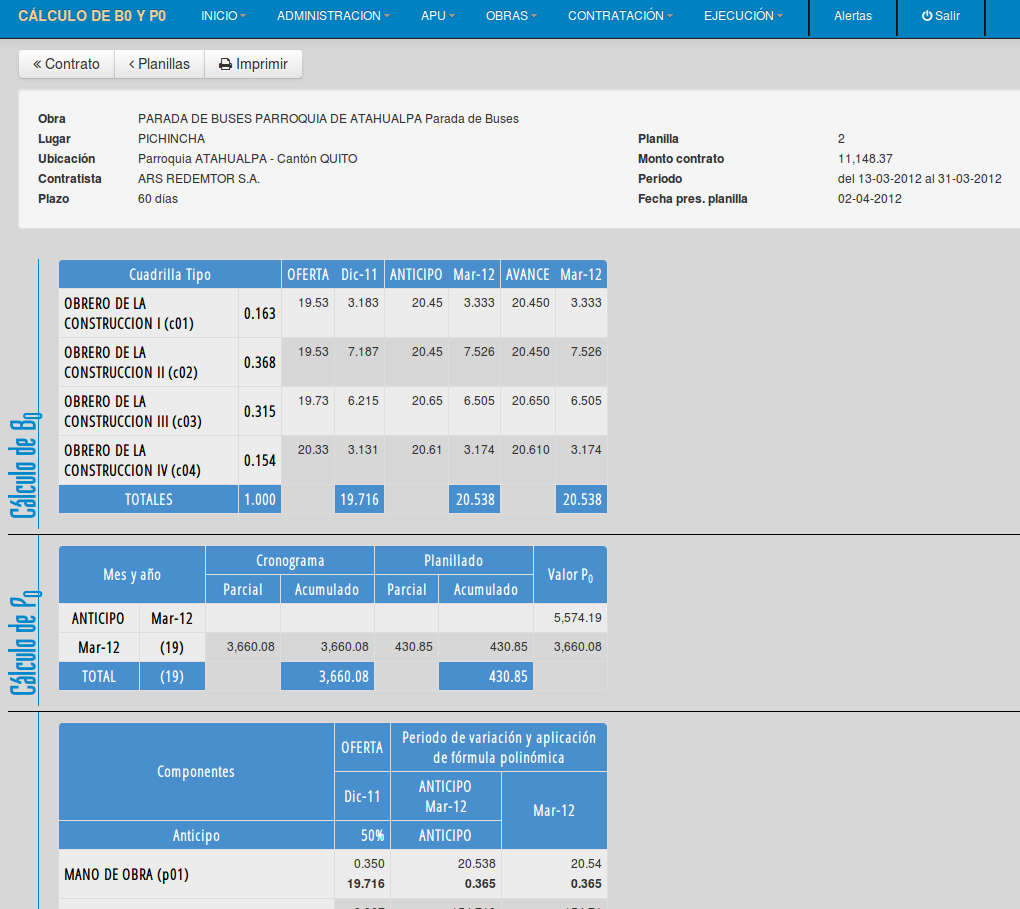 CÁLCULO DE B0 Y P0 INICIO ADMINISTRACION APU OBRAS CONTRATACIÓN EJECUCIÓN Alertas Salir
« Contrato ‹ Planillas Imprimir
Obra PARADA DE BUSES PARROQUIA DE ATAHUALPA Parada de Buses
Lugar PICHINCHA Planilla 2
Ubicación Parroquia ATAHUALPA - Cantón QUITO Monto contrato 11,148.37
Contratista ARS REDEMTOR S.A. Periodo del 13-03-2012 al 31-03-2012
Plazo 60 días Fecha pres. planilla 02-04-2012
Cálculo de B0
Cuadrilla Tipo OFERTA Dic-11 ANTICIPO Mar-12 AVANCE Mar-12
OBRERO DE LA
CONSTRUCCION I (c01) 0.163 19.53 3.183 20.45 3.333 20.450 3.333
OBRERO DE LA
CONSTRUCCION II (c02) 0.368 19.53 7.187 20.45 7.526 20.450 7.526
OBRERO DE LA
CONSTRUCCION III (c03) 0.315 19.73 6.215 20.65 6.505 20.650 6.505
OBRERO DE LA
CONSTRUCCION IV (c04) 0.154 20.33 3.131 20.61 3.174 20.610 3.174
TOTALES 1.000 19.716 20.538 20.538
Cálculo de P0
Mes y año Cronograma Planillado Valor P0
Parcial Acumulado Parcial Acumulado
ANTICIPO Mar-12 5,574.19
Mar-12 (19) 3,660.08 3,660.08 430.85 430.85 3,660.08
TOTAL (19) 3,660.08 430.85
Componentes OFERTA Periodo de variación y aplicación
de fórmula polinómica
Dic-11 ANTICIPO
Mar-12 Mar-12
Anticipo 50% ANTICIPO
MANO DE OBRA (p01) 0.350 20.538 20.54
19.716 0.365 0.365